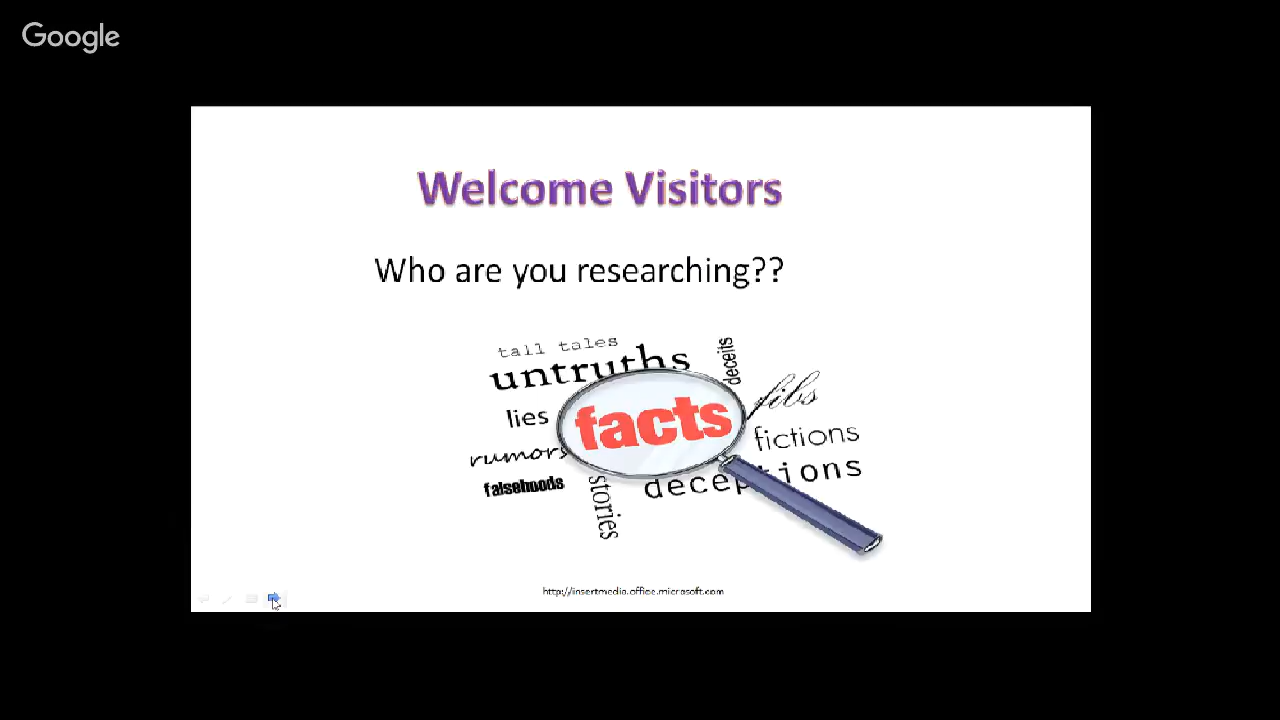 Google
Welcome Visitors
Who are you researching??
tall tales
untruths
deceits
lies
facts
fibs
fictions
rumors
falsehoods
stories
deceptions
http://insertmedia.office.microsoft.com